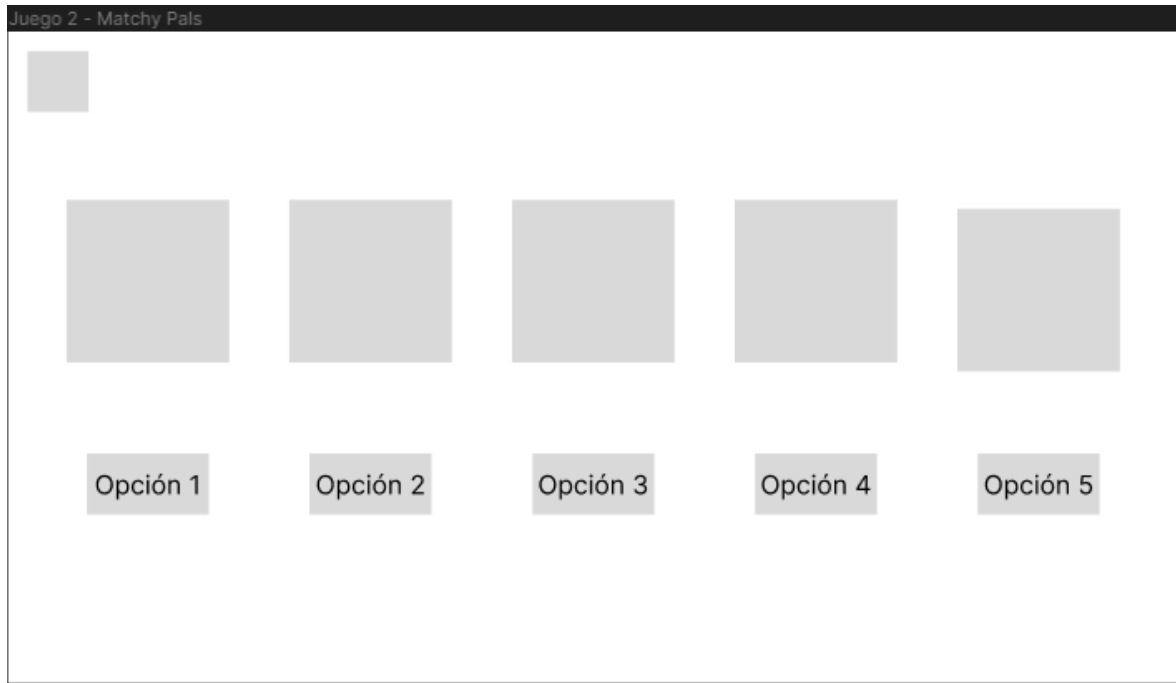 Juego 2 - Matchy Pals
Opción 1
Opción 2
Opción 3
Opción 4
Opción 5